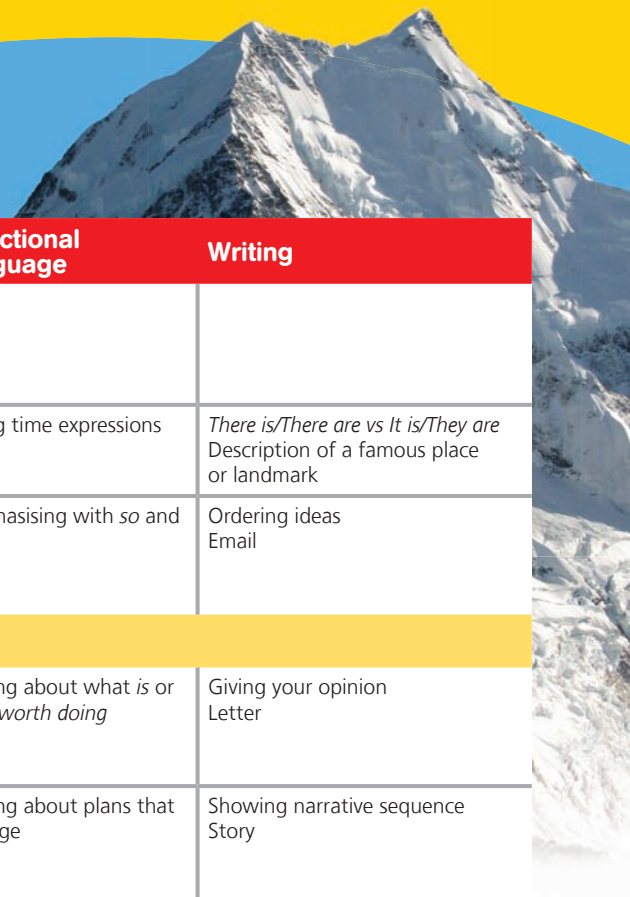 ctional
guage
Writing
g time expressions
There is/There are vs It is/They are
Description of a famous place
or landmark
hasising with so and
Ordering ideas
Email
ng about what is or
worth doing
Giving your opinion
Letter
ng about plans that
ge
Showing narrative sequence
Story